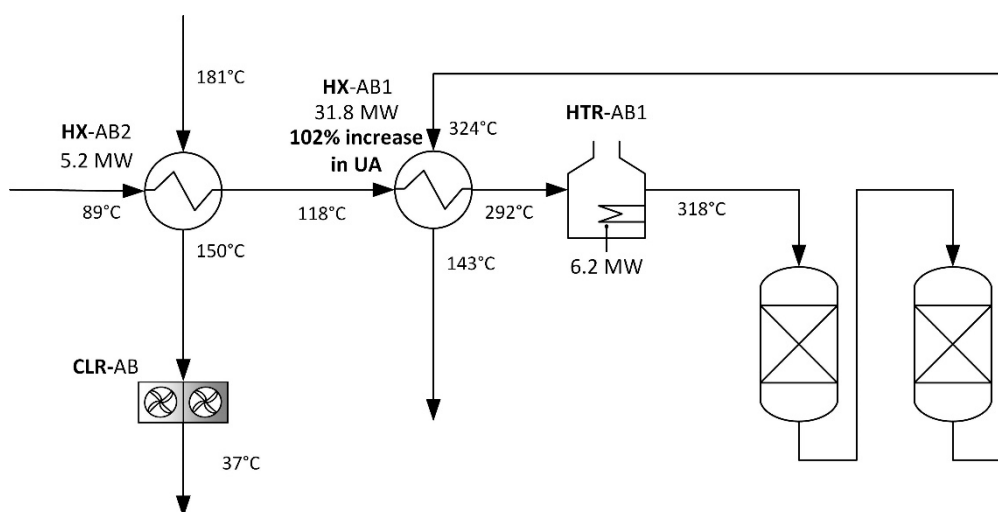 181°C
HX-AB2
5.2 MW
89°C
150°C
CLR-AB
37°C
118°C
HX-AB1
31.8 MW
102% increase
in UA
324°C
143°C
292°C
HTR-AB1
6.2 MW
318°C